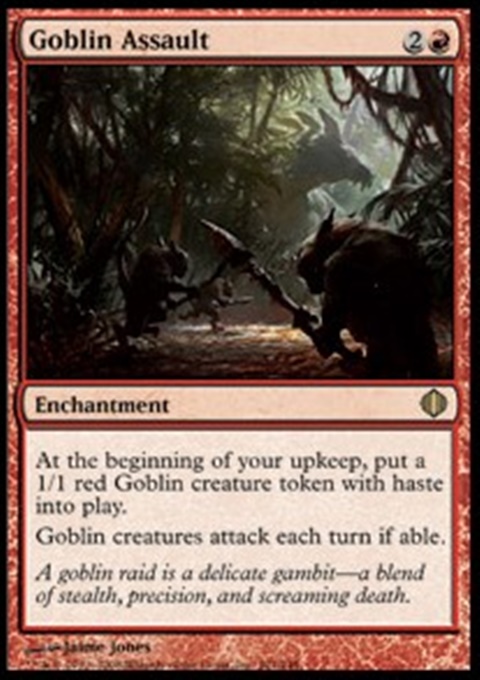 Goblin Assault 2
Enchantment
At the beginning of your upkeep, put a
1/1 red Goblin creature token with haste
into play.
Goblin creatures attack each turn if able.
A goblin raid is a delicate gambit—a blend
of stealth, precision, and screaming death.
Jaime Jones